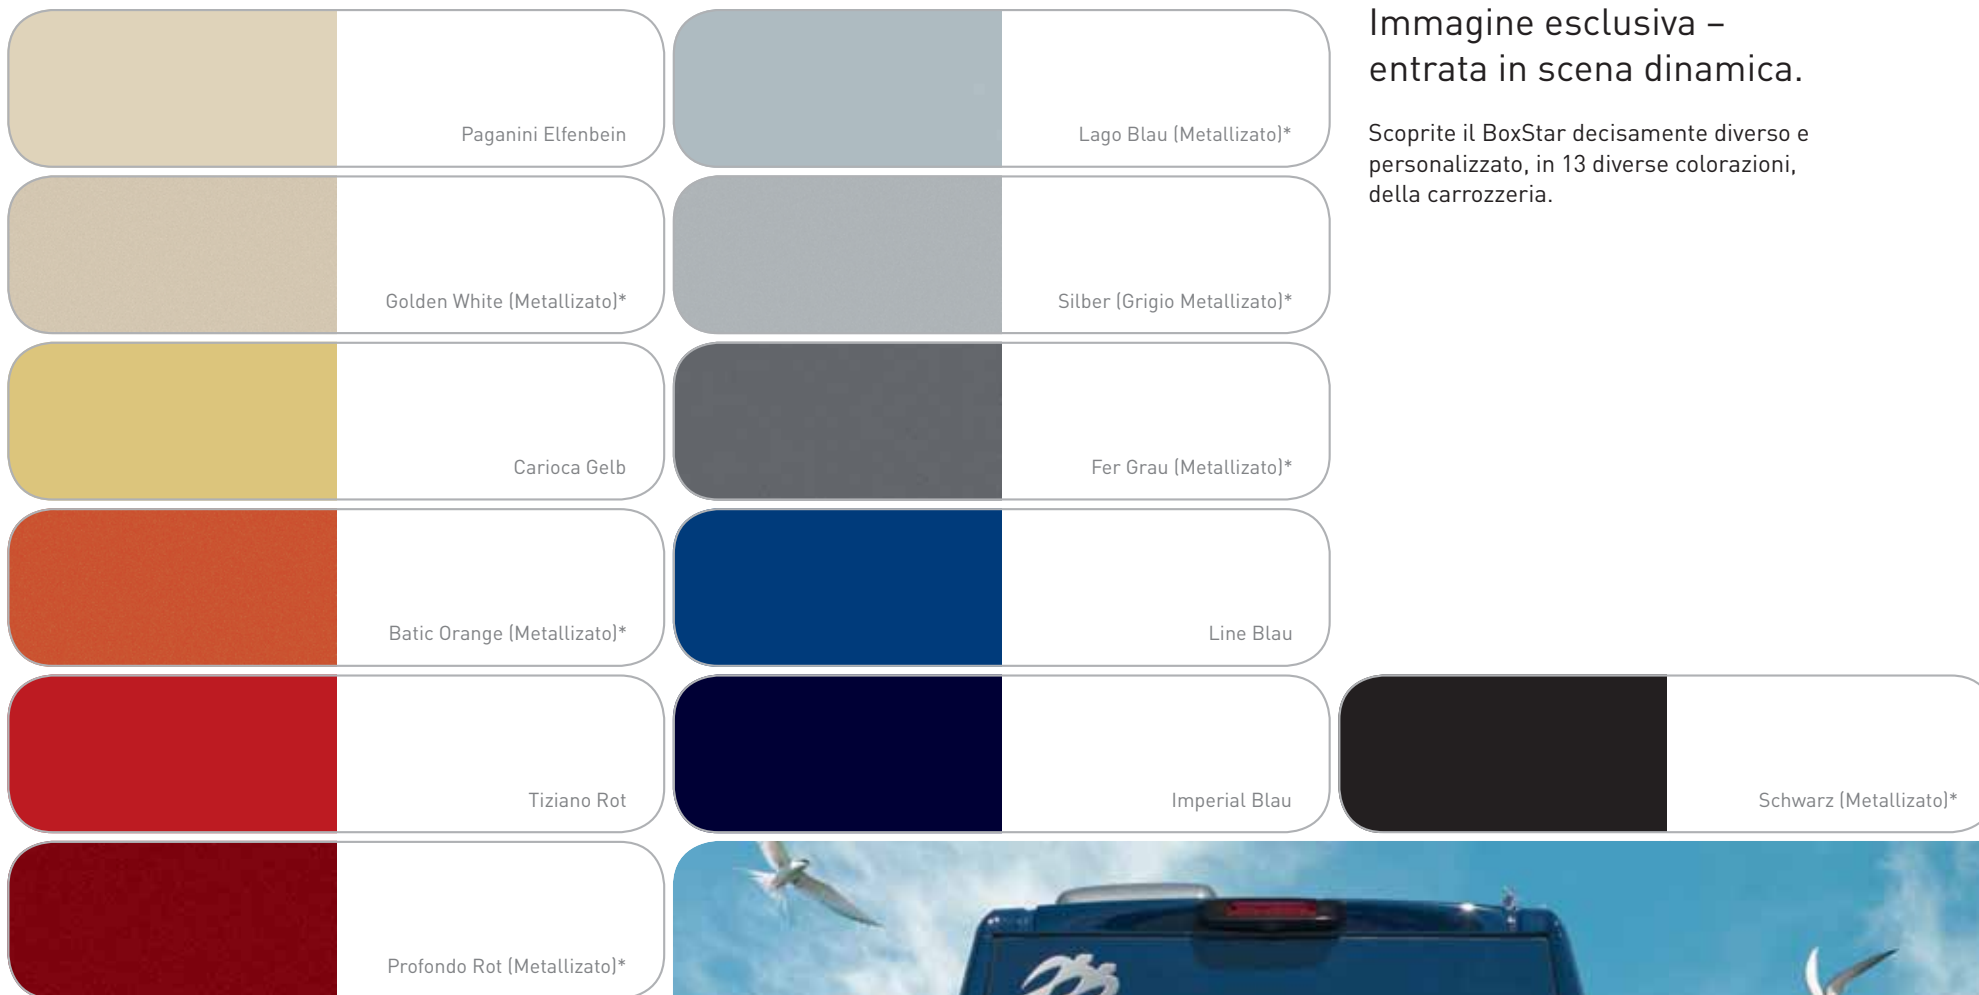 Immagine esclusiva –
entrata in scena dinamica.
Scoprite il BoxStar decisamente diverso e
personalizzato, in 13 diverse colorazioni,
della carrozzeria.
Paganini Elfenbein
Golden White (Metallizato)*
Carioca Gelb
Batic Orange (Metallizato)*
Tiziano Rot
Profondo Rot (Metallizato)*
Lago Blau (Metallizato)*
Silber (Grigio Metallizato)*
Fer Grau (Metallizato)*
Line Blau
Imperial Blau
Schwarz (Metallizato)*